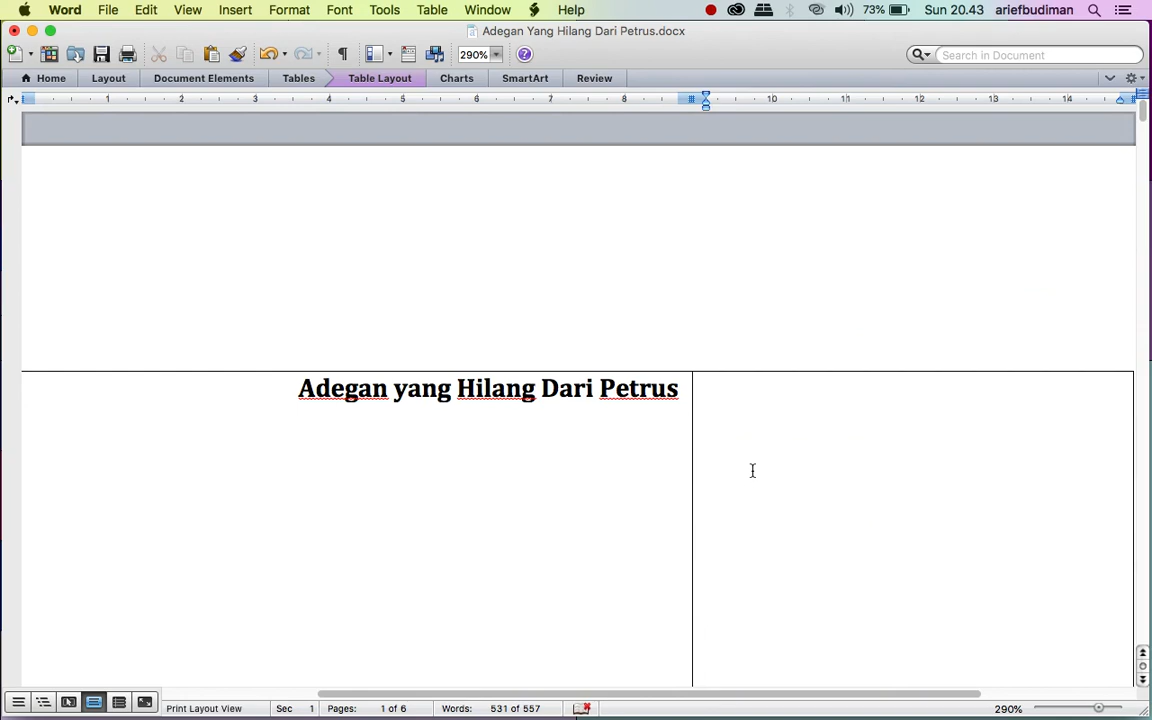 Word File Edit View Insert Format Font Tools Table Window Help 73% Sun 20.43 ariefbudiman
Adegan Yang Hilang Dari Petrus.docx
290% Search in Document
Home Layout Document Elements Tables Table Layout Charts SmartArt Review
1 2 3 4 5 6 7 8 10 11 12 13 14
Adegan yang Hilang Dari Petrus
Print Layout View Sec 1 Pages: 1 of 6 Words: 531 of 557 290%